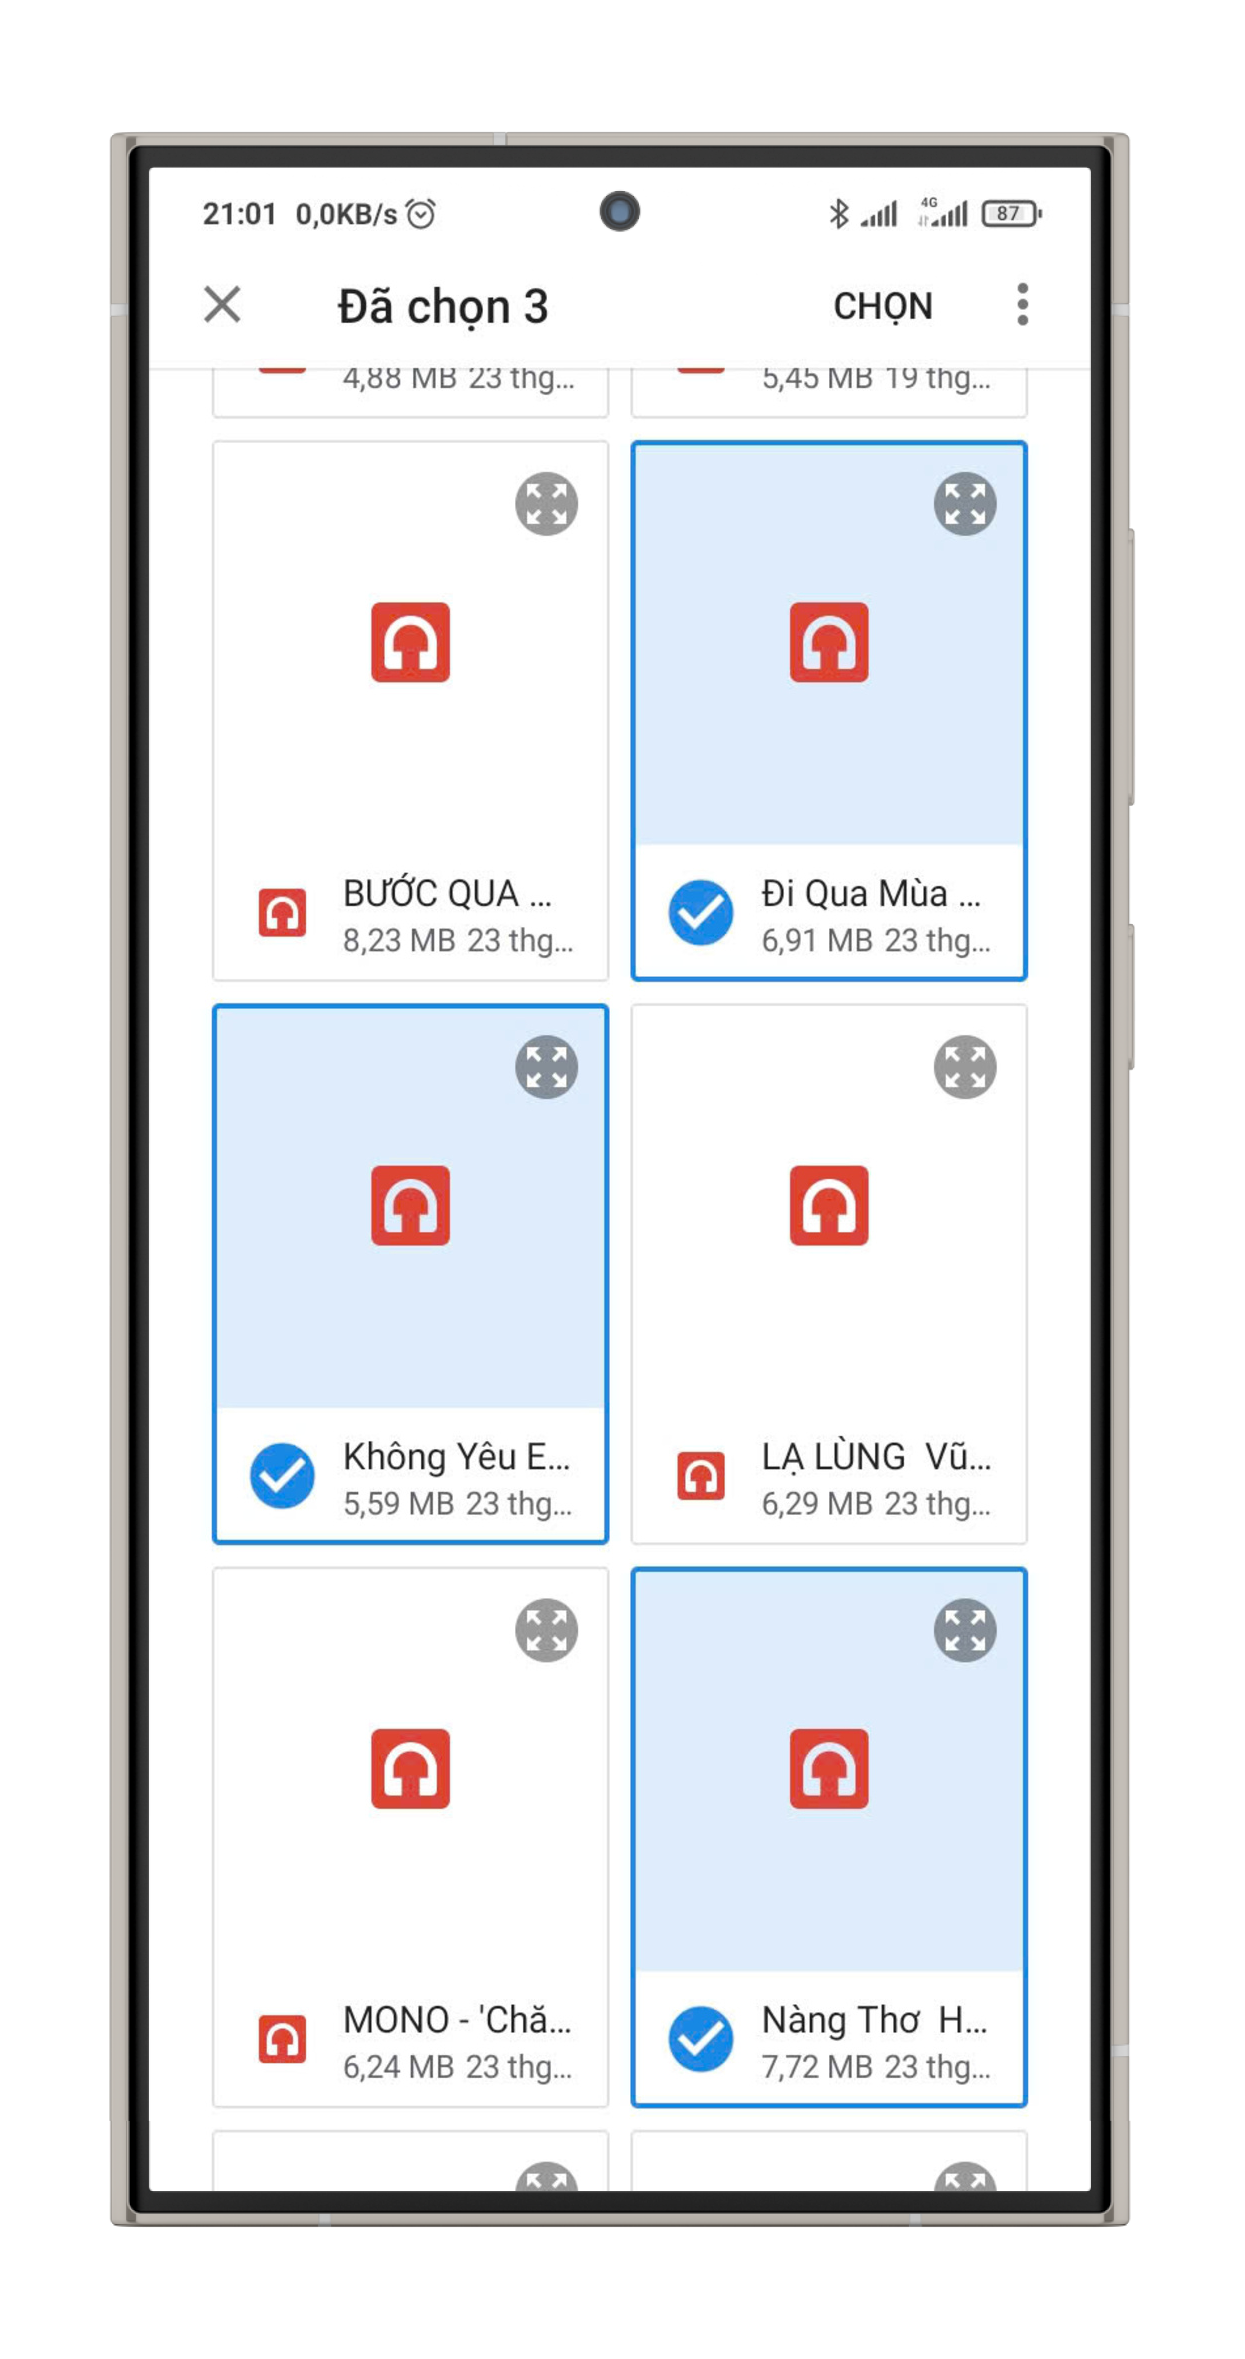 21:01 0,0KB/s 4G 87
Đã chọn 3 CHỌN
4,88 MB 23 thg...
5,45 MB 19 thg...
BƯỚC QUA ...
8,23 MB 23 thg...
Đi Qua Mùa ...
6,91 MB 23 thg...
Không Yêu E...
5,59 MB 23 thg...
LẠ LÙNG Vũ...
6,29 MB 23 thg...
MONO - 'Chă...
6,24 MB 23 thg...
Nàng Thơ H...
7,72 MB 23 thg...